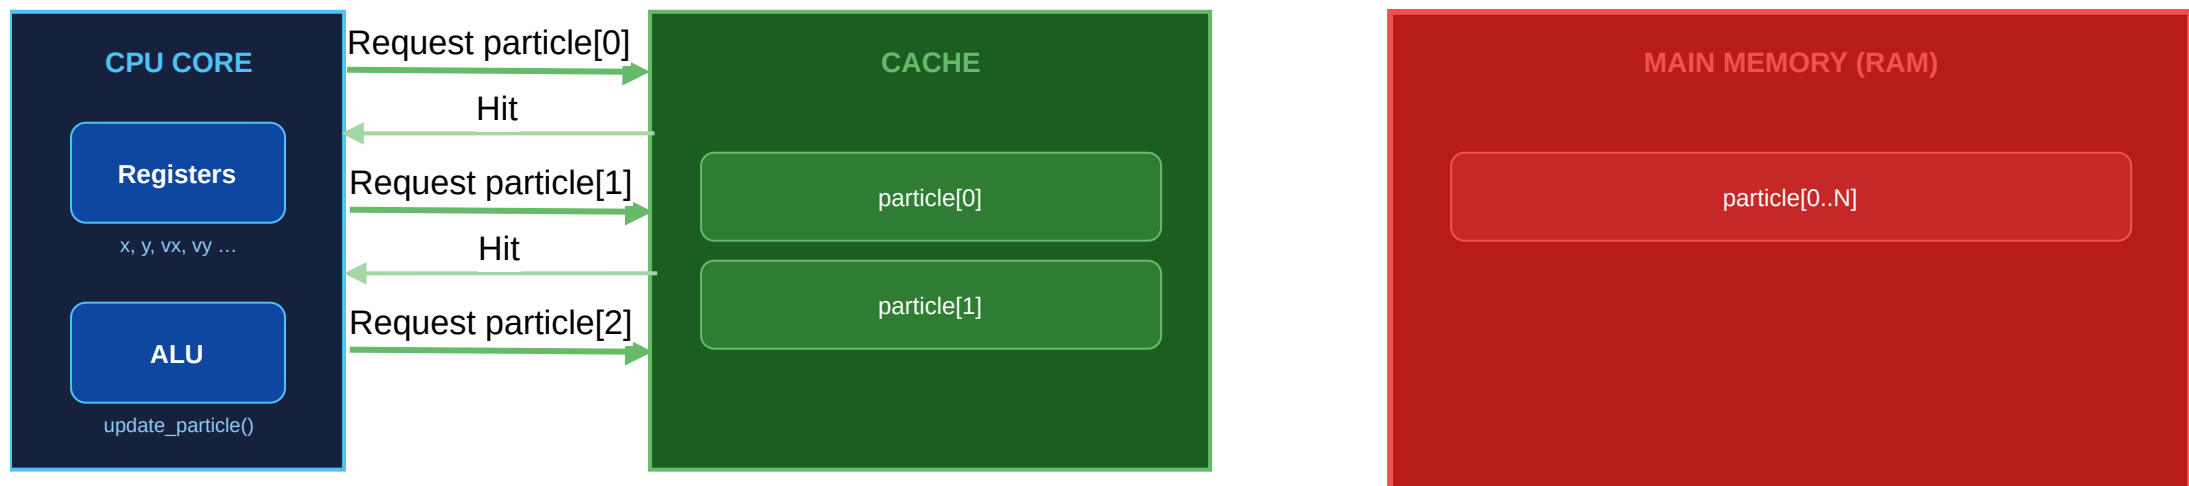 CPU CORE
Registers
x, y, vx, vy …
ALU
update_particle()
Request particle[0]
Hit
Request particle[1]
Hit
Request particle[2]
CACHE
particle[0]
particle[1]
MAIN MEMORY (RAM)
particle[0..N]